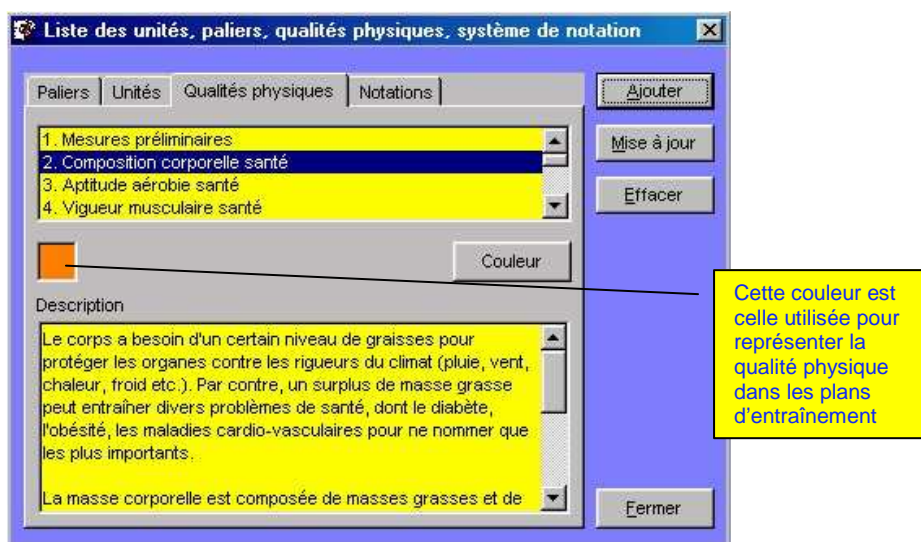 Liste des unités, paliers, qualités physiques, système de notation
Paliers Unités Qualités physiques Notations
Ajouter
1. Mesures préliminaires
2. Composition corporelle santé
3. Aptitude aérobie santé
4. Vigueur musculaire santé
Mise à jour
Effacer
Couleur
Description
Le corps a besoin d'un certain niveau de graisses pour
protéger les organes contre les rigueurs du climat (pluie, vent,
chaleur, froid etc.). Par contre, un surplus de masse grasse
peut entraîner divers problèmes de santé, dont le diabète,
l'obésité, les maladies cardio-vasculaires pour ne nommer que
les plus importants.
La masse corporelle est composée de masses grasses et de
Fermer
Cette couleur est
celle utilisée pour
représenter la
qualité physique
dans les plans
d'entraînement